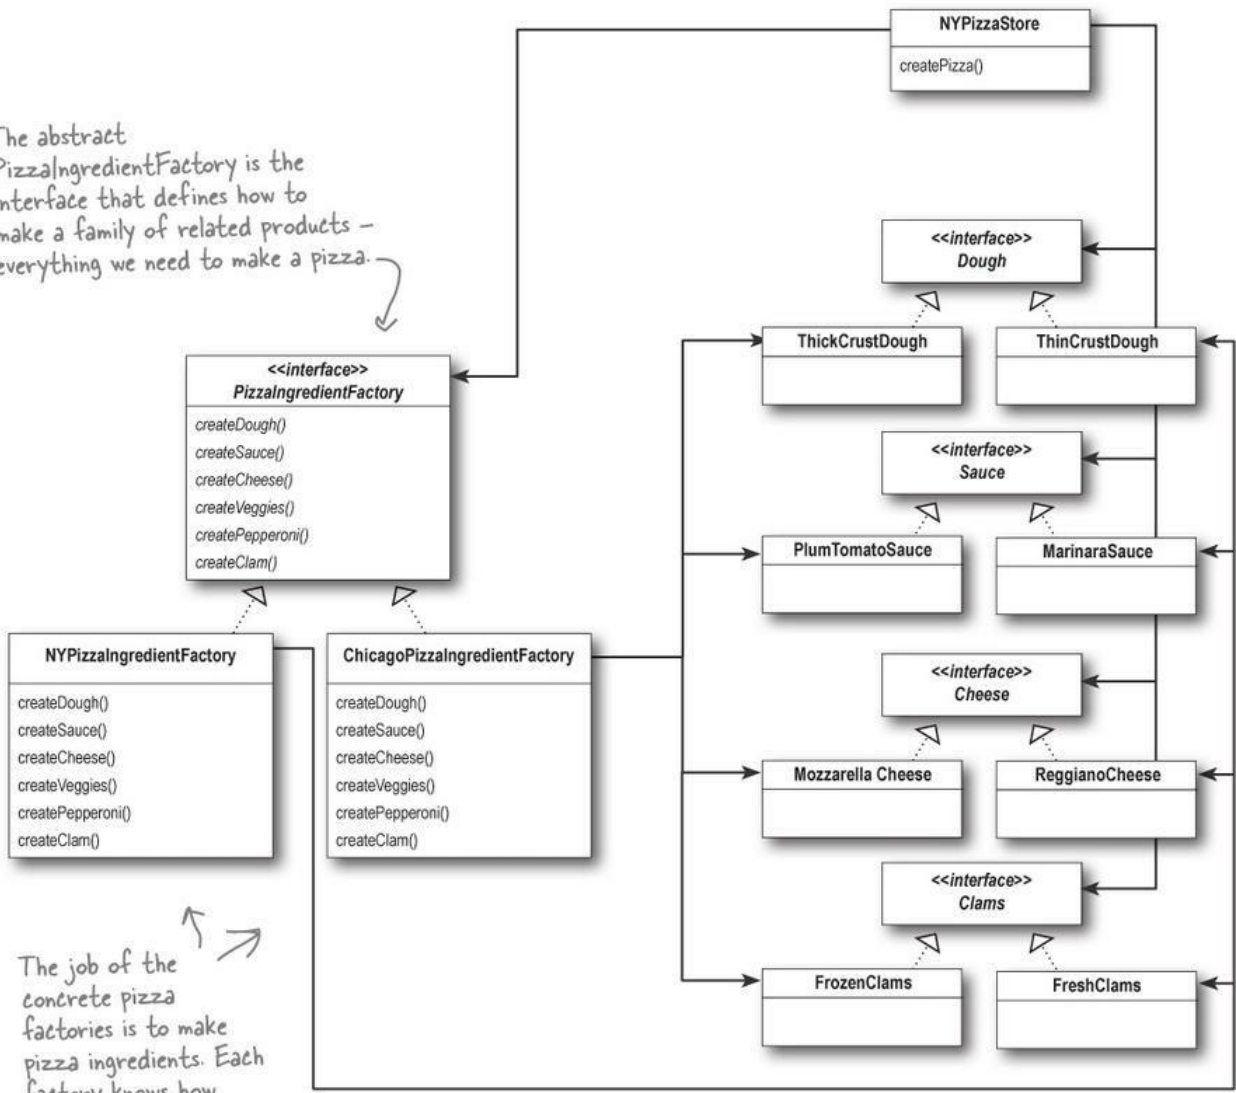 NYPizzaStore
createPizza()
The abstract
PizzaIngredientFactory is the
interface that defines how to
make a family of related products –
everything we need to make a pizza.
<<interface>>
PizzaIngredientFactory
createDough()
createSauce()
createCheese()
createVeggies()
createPepperoni()
createClam()
NYPizzaIngredientFactory
createDough()
createSauce()
createCheese()
createVeggies()
createPepperoni()
createClam()
ChicagoPizzaIngredientFactory
createDough()
createSauce()
createCheese()
createVeggies()
createPepperoni()
createClam()
<<interface>>
Dough
ThickCrustDough
ThinCrustDough
<<interface>>
Sauce
PlumTomatoSauce
MarinaraSauce
<<interface>>
Cheese
Mozzarella Cheese
ReggianoCheese
<<interface>>
Clams
FrozenClams
FreshClams
The job of the
concrete pizza
factories is to make
pizza ingredients. Each
factory knows how